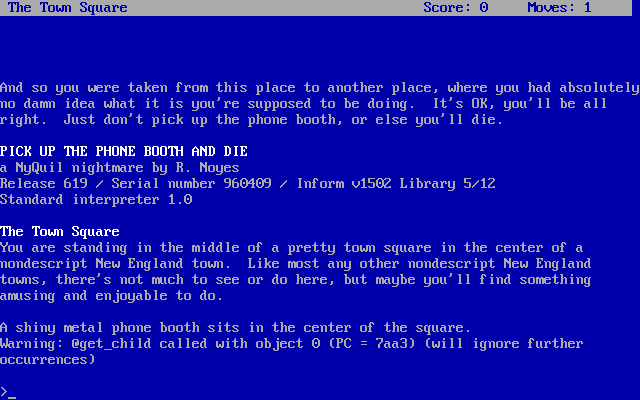 The Town Square Score: 0 Moves: 1
And so you were taken from this place to another place, where you had absolutely
no damn idea what it is you're supposed to be doing. It's OK, you'll be all
right. Just don't pick up the phone booth, or else you'll die.
PICK UP THE PHONE BOOTH AND DIE
a NyQuil nightmare by R. Noyes
Release 619 / Serial number 960409 / Inform v1502 Library 5/12
Standard interpreter 1.0
The Town Square
You are standing in the middle of a pretty town square in the center of a
nondescript New England town. Like most any other nondescript New England
towns, there's not much to see or do here, but maybe you'll find something
amusing and enjoyable to do.
A shiny metal phone booth sits in the center of the square.
Warning: @get_child called with object 0 (PC = 7aa3) (will ignore further
occurrences)
>_